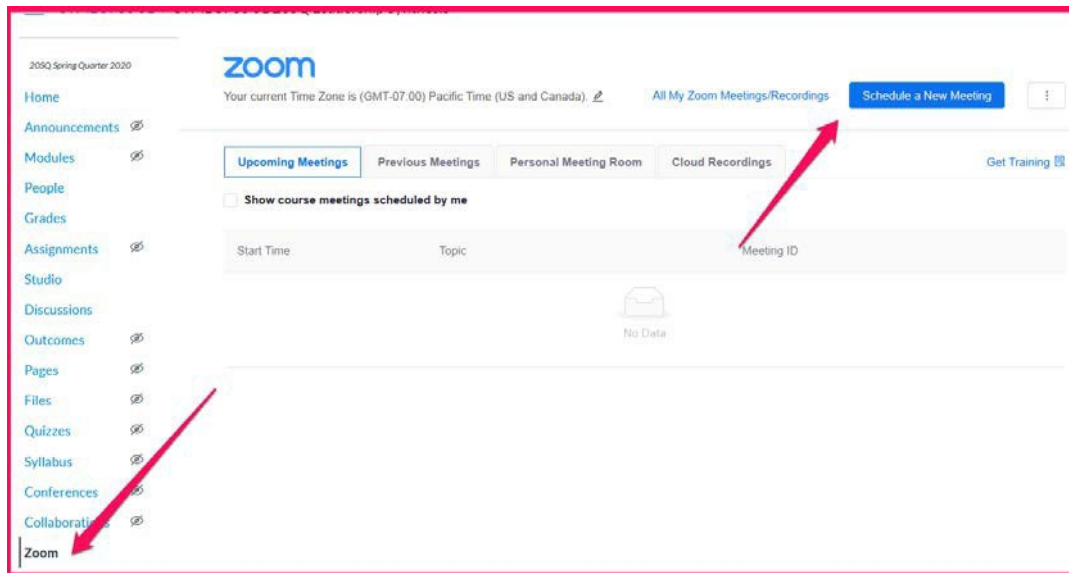 20SQ Spring Quarter 2020
Home
Announcements
Modules
People
Grades
Assignments
Studio
Discussions
Outcomes
Pages
Files
Quizzes
Syllabus
Conferences
Collaborations
Zoom
zoom
Your current Time Zone is (GMT-07:00) Pacific Time (US and Canada).
All My Zoom Meetings/Recordings
Schedule a New Meeting
Upcoming Meetings Previous Meetings Personal Meeting Room Cloud Recordings
Get Training
Show course meetings scheduled by me
Start Time Topic Meeting ID
No Data